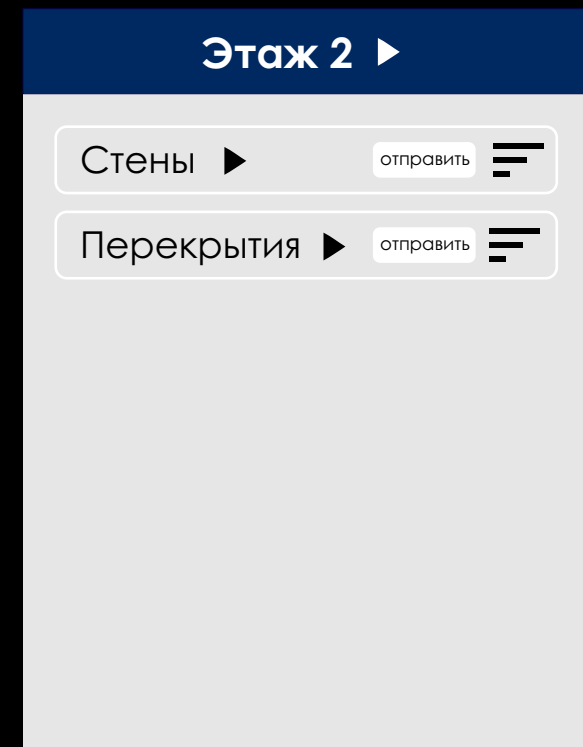 Этаж 2
Стены отправить
Перекрытия отправить